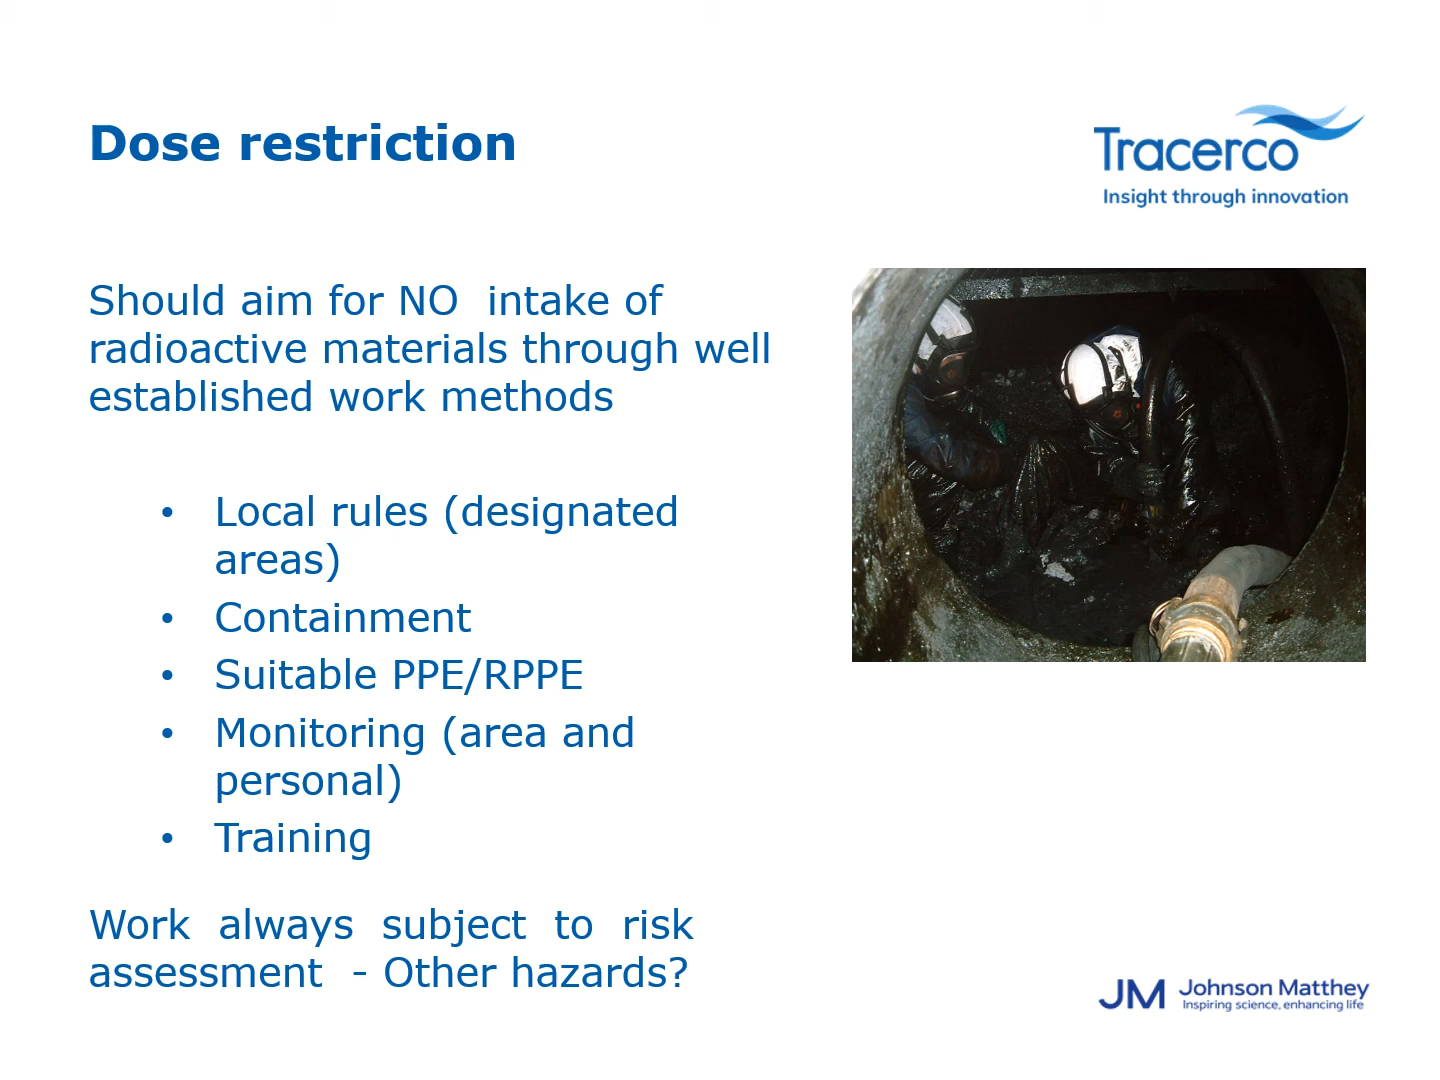 Dose restriction
Tracerco
Insight through innovation
Should aim for NO  intake of
radioactive materials through well
established work methods
• Local rules (designated
areas)
• Containment
• Suitable PPE/RPPE
• Monitoring (area and
personal)
• Training
Work always subject to risk
assessment  - Other hazards?
JM Johnson Matthey
Inspiring science, enhancing life